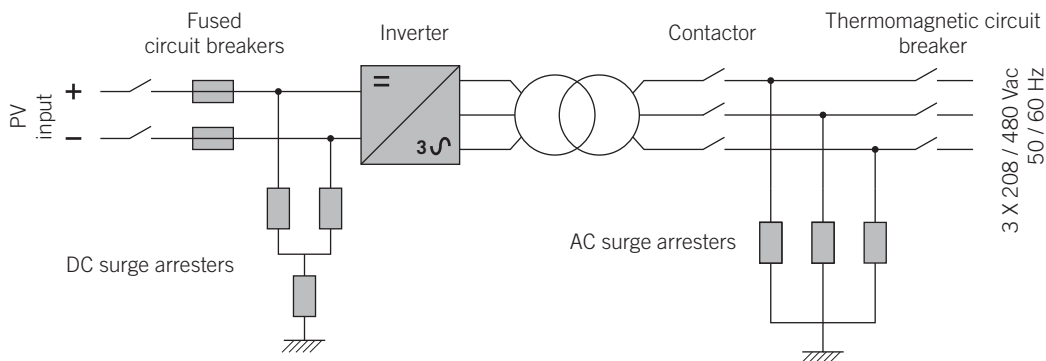 Fused
circuit breakers
Inverter
Contactor
Thermomagnetic circuit
breaker
PV
input
+
−
=
3
3 X 208 / 480 Vac
50 / 60 Hz
DC surge arresters
AC surge arresters